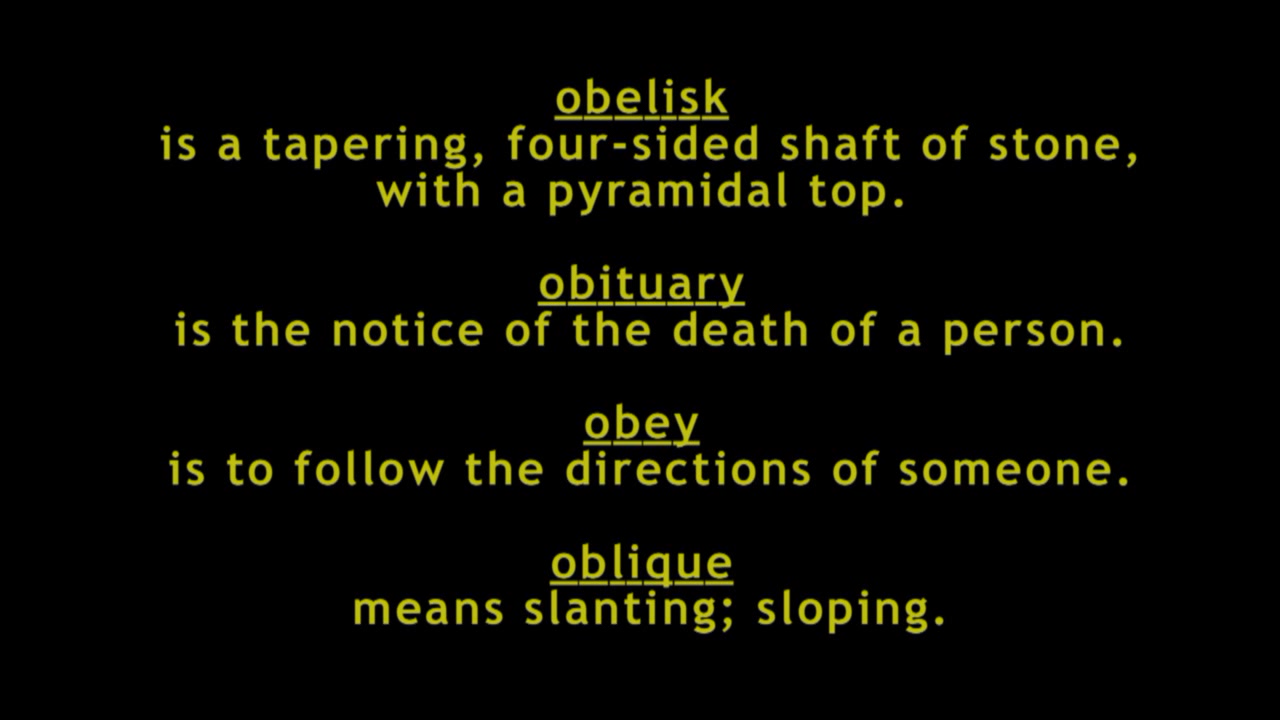 obelisk
is a tapering, four-sided shaft of stone,
with a pyramidal top.
obituary
is the notice of the death of a person.
obey
is to follow the directions of someone.
oblique
means slanting; sloping.